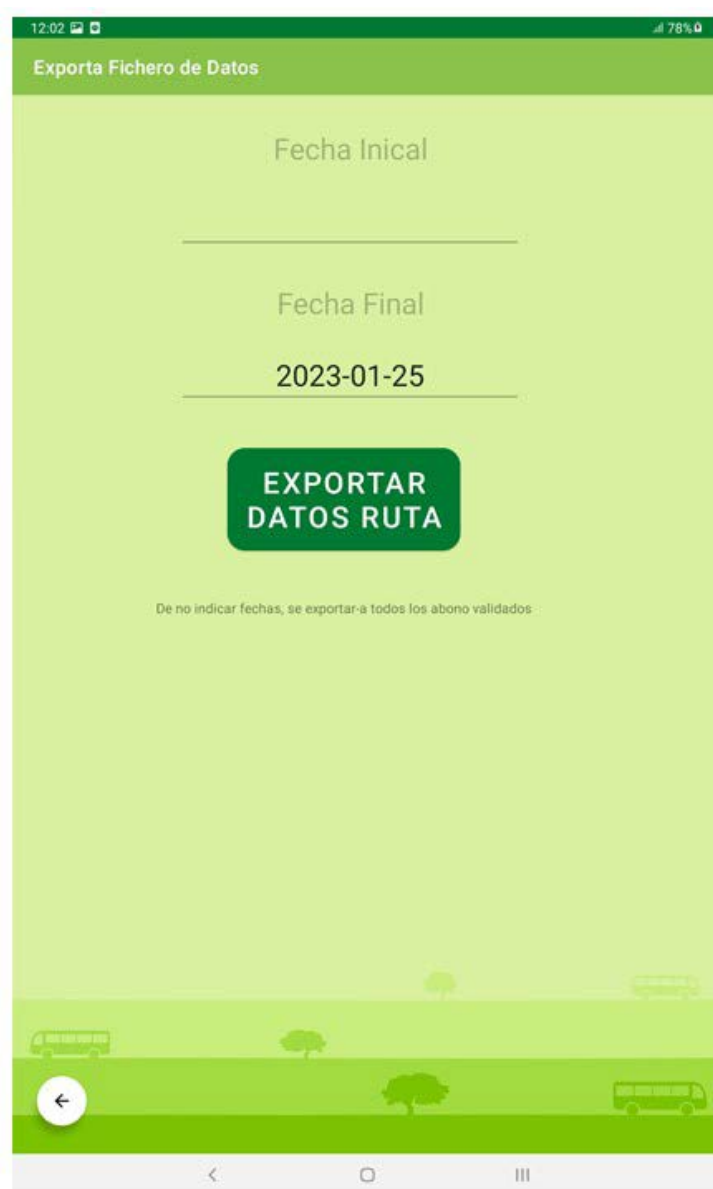 12:02 78%
Exporta Fichero de Datos
Fecha Inical
Fecha Final
2023-01-25
EXPORTAR
DATOS RUTA
De no indicar fechas, se exportar-a todos los abono validados